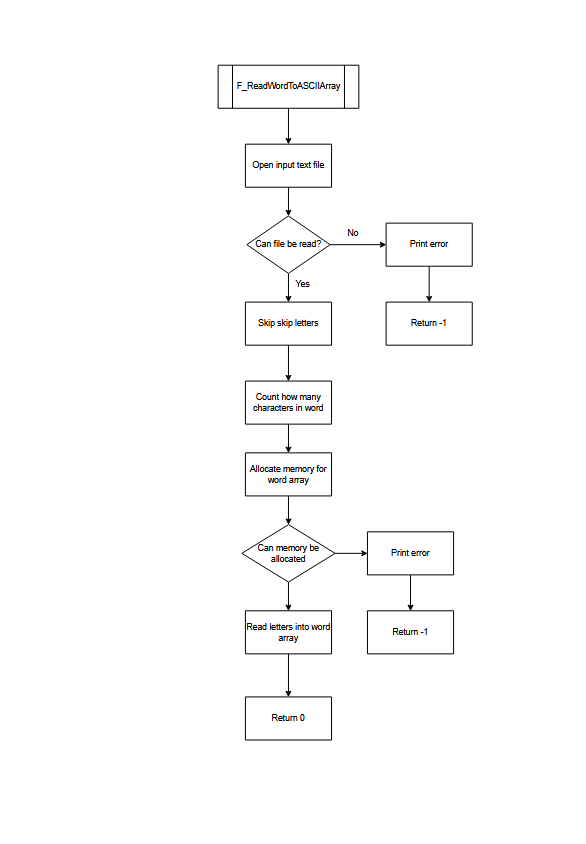 F_ReadWordToASCIIArray
Open input text file
Can file be read?
No
Print error
Yes
Skip skip letters
Return -1
Count how many
characters in word
Allocate memory for
word array
Can memory be
allocated
Print error
Read letters into word
array
Return -1
Return 0